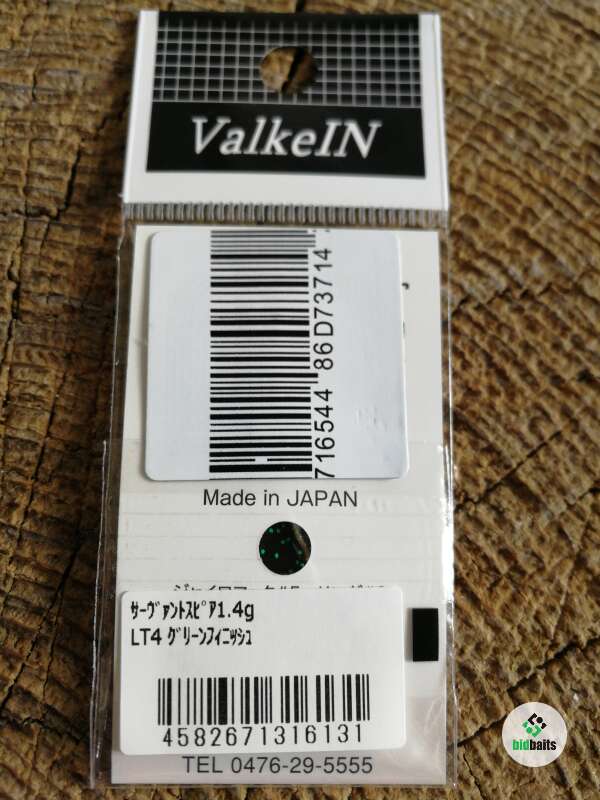 ValkeIN
716544 86D73714
Made in JAPAN
ｻｰｳﾞｧﾝﾄｽﾋﾟｱ1.4g
LT4 ｸﾞﾘｰﾝﾌｨﾆｯｼｭ
4582671316131
TEL 0476-29-5555
bidbaits